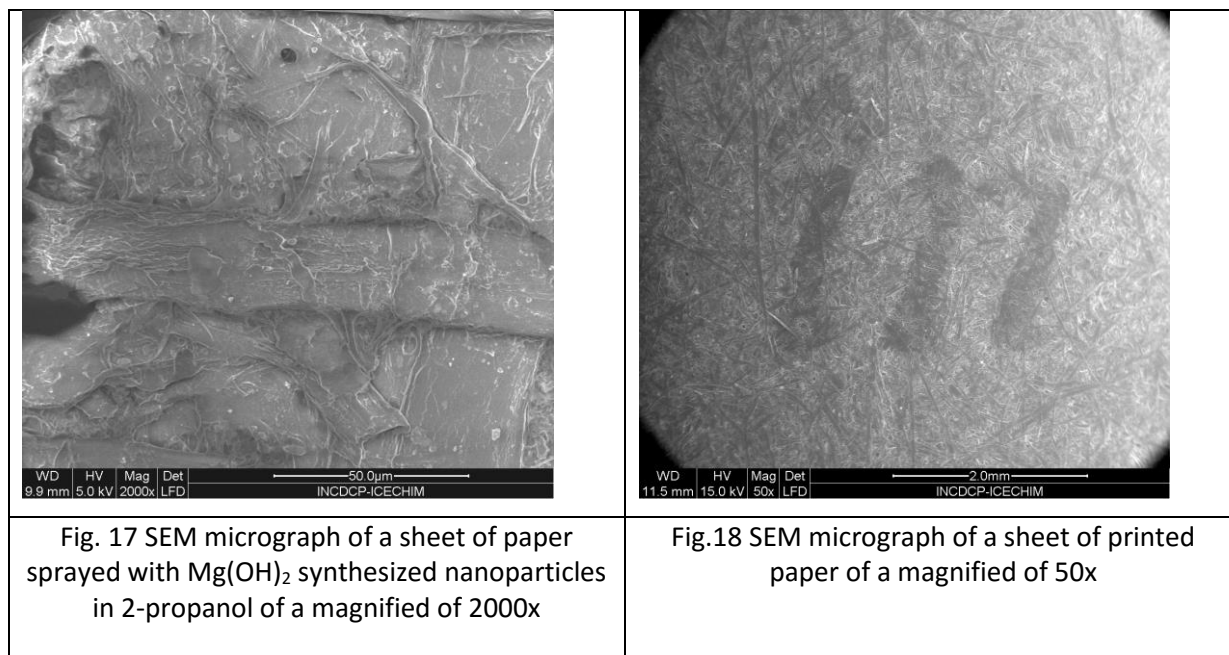 WD HV Mag Det 50.0µm
9.9 mm 5.0 kV 2000x LFD INCDCP-ICECHIM
WD HV Mag Det 2.0mm
11.5 mm 15.0 kV 50x LFD INCDCP-ICECHIM
Fig. 17 SEM micrograph of a sheet of paper
sprayed with Mg(OH)₂ synthesized nanoparticles
in 2-propanol of a magnified of 2000x
Fig.18 SEM micrograph of a sheet of printed
paper of a magnified of 50x